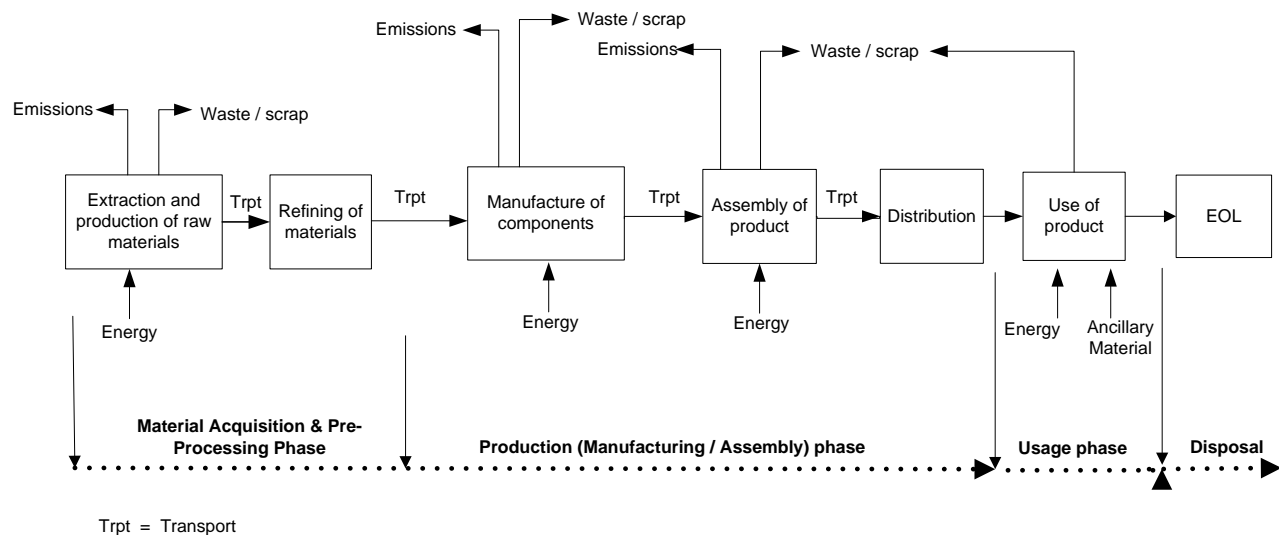 Emissions
Waste / scrap
Emissions
Waste / scrap
Emissions
Waste / scrap
Extraction and
production of raw
materials
Trpt
Refining of
materials
Trpt
Manufacture of
components
Trpt
Assembly of
product
Trpt
Distribution
Use of
product
EOL
Energy
Energy
Energy
Energy
Ancillary
Material
Material Acquisition & Pre-
Processing Phase
Production (Manufacturing / Assembly) phase
Usage phase
Disposal
Trpt = Transport